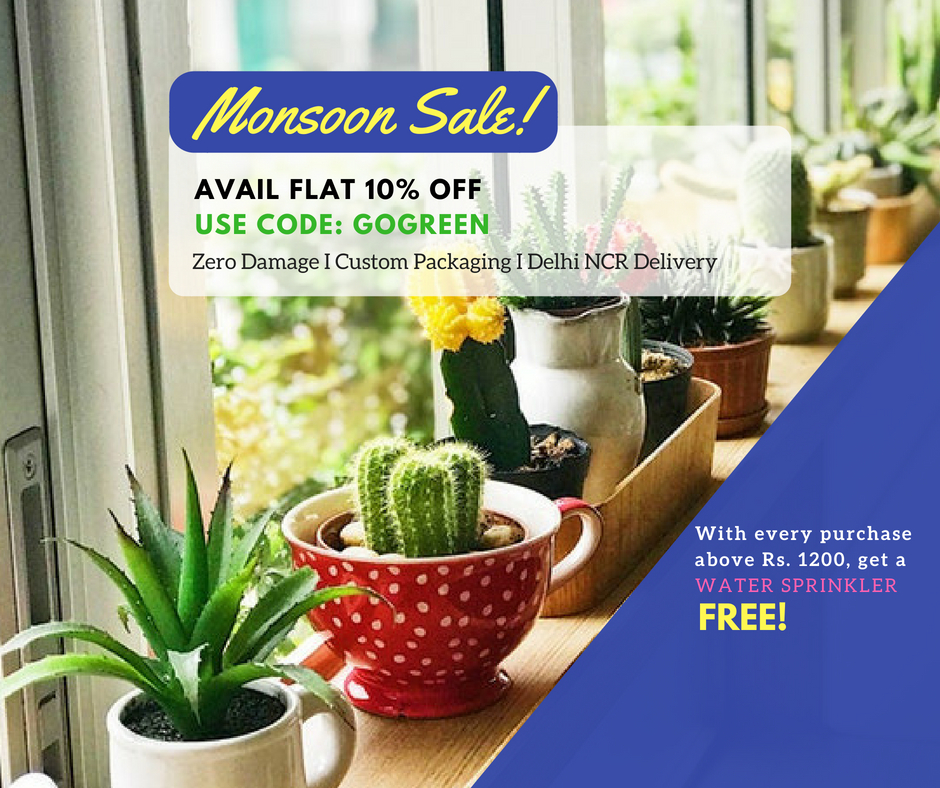 Monsoon Sale!
AVAIL FLAT 10% OFF
USE CODE: GOGREEN
Zero Damage I Custom Packaging I Delhi NCR Delivery
With every purchase
above Rs. 1200, get a
WATER SPRINKLER
FREE!